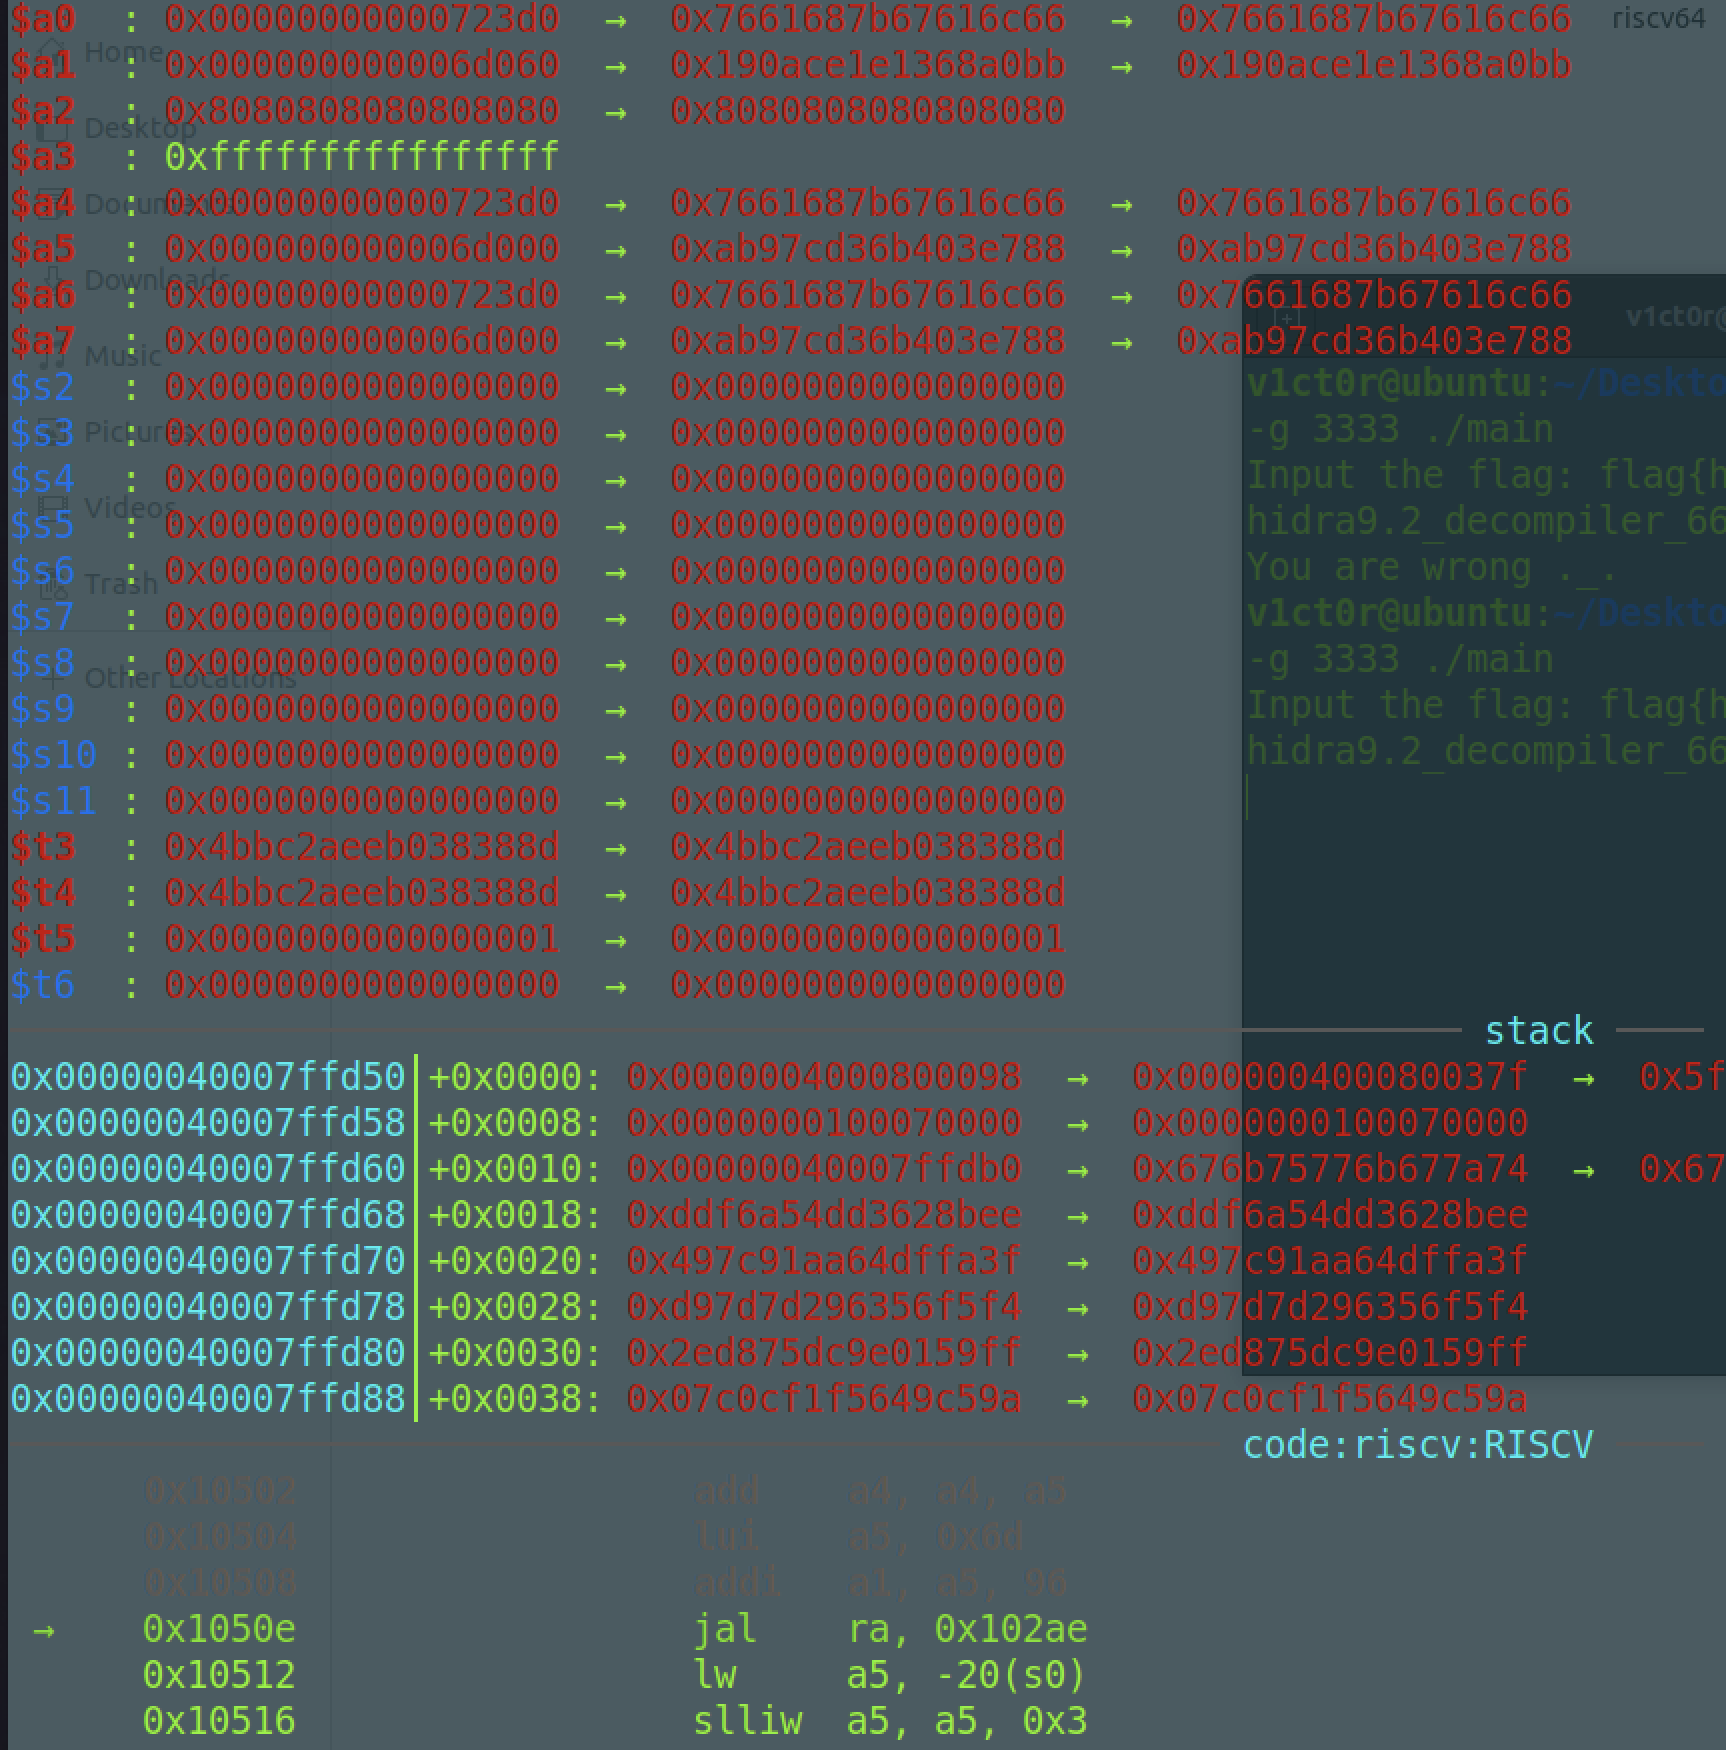 $a0 : 0x00000000000723d0 → 0x7661687b67616c66 → 0x7661687b67616c66 riscv64
Home
$a1 : 0x000000000006d060 → 0x190ace1e1368a0bb → 0x190ace1e1368a0bb
$a2 : 0x8080808080808080 → 0x8080808080808080
Desktop
$a3 : 0xffffffffffffffff
$a4 : 0x00000000000723d0 → 0x7661687b67616c66 → 0x7661687b67616c66
Documents
$a5 : 0x000000000006d000 → 0xab97cd36b403e788 → 0xab97cd36b403e788
Downloads
$a6 : 0x00000000000723d0 → 0x7661687b67616c66 → 0x7661687b67616c66
v1ct0r@
$a7 : 0x000000000006d000 → 0xab97cd36b403e788 → 0xab97cd36b403e788
Music
$s2 : 0x0000000000000000 → 0x0000000000000000
v1ct0r@ubuntu:~/Deskto
$s3 : 0x0000000000000000 → 0x0000000000000000
Pictures
-g 3333 ./main
$s4 : 0x0000000000000000 → 0x0000000000000000
Input the flag: flag{h
$s5 : 0x0000000000000000 → 0x0000000000000000
Videos
hidra9.2_decompiler_66
$s6 : 0x0000000000000000 → 0x0000000000000000
Trash
You are wrong ._.
$s7 : 0x0000000000000000 → 0x0000000000000000
v1ct0r@ubuntu:~/Deskto
$s8 : 0x0000000000000000 → 0x0000000000000000
Other Locations
-g 3333 ./main
$s9 : 0x0000000000000000 → 0x0000000000000000
Input the flag: flag{h
$s10 : 0x0000000000000000 → 0x0000000000000000
hidra9.2_decompiler_66
$s11 : 0x0000000000000000 → 0x0000000000000000
$t3 : 0x4bbc2aeeb038388d → 0x4bbc2aeeb038388d
$t4 : 0x4bbc2aeeb038388d → 0x4bbc2aeeb038388d
$t5 : 0x0000000000000001 → 0x0000000000000001
$t6 : 0x0000000000000000 → 0x0000000000000000
stack
0x00000040007ffd50|+0x0000: 0x0000004000800098 → 0x000000400080037f → 0x5f
0x00000040007ffd58|+0x0008: 0x0000000100070000 → 0x0000000100070000
0x00000040007ffd60|+0x0010: 0x00000040007ffdb0 → 0x676b75776b677a74 → 0x67
0x00000040007ffd68|+0x0018: 0xddf6a54dd3628bee → 0xddf6a54dd3628bee
0x00000040007ffd70|+0x0020: 0x497c91aa64dffa3f → 0x497c91aa64dffa3f
0x00000040007ffd78|+0x0028: 0xd97d7d296356f5f4 → 0xd97d7d296356f5f4
0x00000040007ffd80|+0x0030: 0x2ed875dc9e0159ff → 0x2ed875dc9e0159ff
0x00000040007ffd88|+0x0038: 0x07c0cf1f5649c59a → 0x07c0cf1f5649c59a
code:riscv:RISCV
0x10502 add a4, a4, a5
0x10504 lui a5, 0x6d
0x10508 addi a1, a5, 96
→ 0x1050e jal ra, 0x102ae
0x10512 lw a5, -20(s0)
0x10516 slliw a5, a5, 0x3